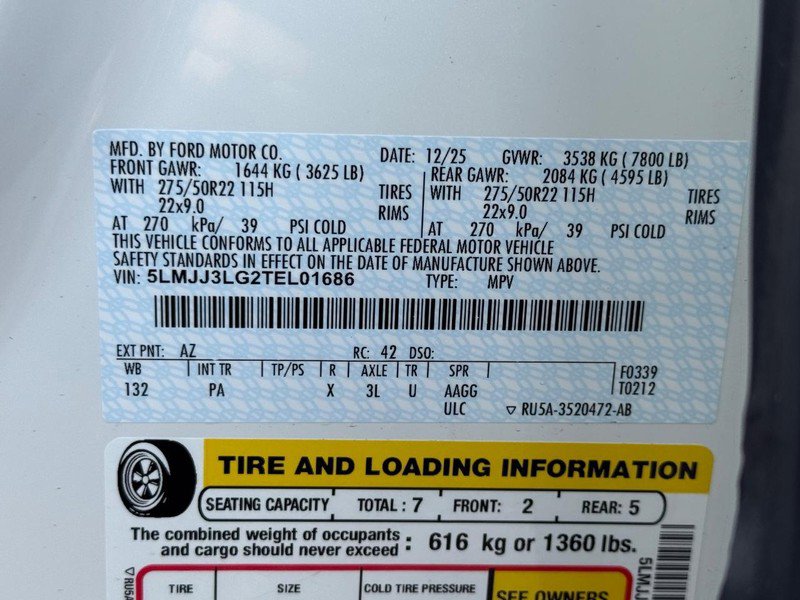 MFD. BY FORD MOTOR CO. DATE: 12/25 GVWR: 3538 KG ( 7800 LB)
FRONT GAWR: 1644 KG ( 3625 LB) REAR GAWR: 2084 KG ( 4595 LB)
WITH 275/50R22 115H TIRES WITH 275/50R22 115H TIRES
22x9.0 RIMS 22x9.0 RIMS
AT 270 kPa/ 39 PSI COLD AT 270 kPa/ 39 PSI COLD
THIS VEHICLE CONFORMS TO ALL APPLICABLE FEDERAL MOTOR VEHICLE
SAFETY STANDARDS IN EFFECT ON THE DATE OF MANUFACTURE SHOWN ABOVE.
VIN: 5LMJJ3LG2TEL01686 TYPE: MPV
EXT PNT: AZ RC: 42 DSO:
WB INT TR TP/PS R AXLE TR SPR F0339
132 PA X 3L U AAGG T0212
ULC RU5A-3520472-AB
TIRE AND LOADING INFORMATION
SEATING CAPACITY TOTAL : 7 FRONT: 2 REAR: 5
The combined weight of occupants
and cargo should never exceed : 616 kg or 1360 lbs.
TIRE SIZE COLD TIRE PRESSURE SEE OWNERS
5LMJJ